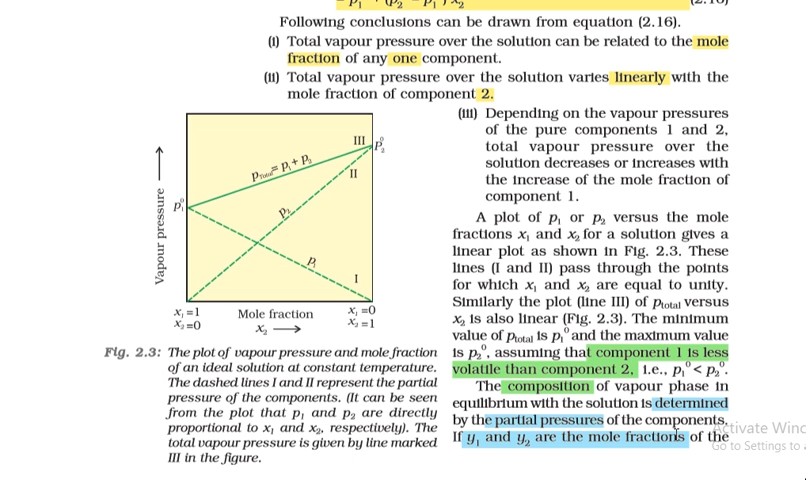 Following conclusions can be drawn from equation (2.16).
(i) Total vapour pressure over the solution can be related to the mole
fraction of any one component.
(ii) Total vapour pressure over the solution varies linearly with the
mole fraction of component 2.
(iii) Depending on the vapour pressures
of the pure components 1 and 2,
total vapour pressure over the
solution decreases or increases with
the increase of the mole fraction of
component 1.
A plot of p₁ or p₂ versus the mole
fractions x₁ and x₂ for a solution gives a
linear plot as shown in Fig. 2.3. These
lines (I and II) pass through the points
for which x₁ and x₂ are equal to unity.
Similarly the plot (line III) of p_total versus
x₂ is also linear (Fig. 2.3). The minimum
value of p_total is p₁⁰ and the maximum value
is p₂⁰, assuming that component 1 is less
volatile than component 2, i.e., p₁⁰ < p₂⁰.
The composition of vapour phase in
equilibrium with the solution is determined
by the partial pressures of the components.
If y₁ and y₂ are the mole fractions of the
Vapour pressure
p₁⁰
p_Total = p₁ + p₂
III
p₂⁰
II
p₂
p₁
I
x₁ = 1
x₂ = 0
Mole fraction
x₂
x₁ = 0
x₂ = 1
Fig. 2.3: The plot of vapour pressure and mole fraction
of an ideal solution at constant temperature.
The dashed lines I and II represent the partial
pressure of the components. (It can be seen
from the plot that p₁ and p₂ are directly
proportional to x₁ and x₂, respectively). The
total vapour pressure is given by line marked
III in the figure.
Activate Wind
Go to Settings to